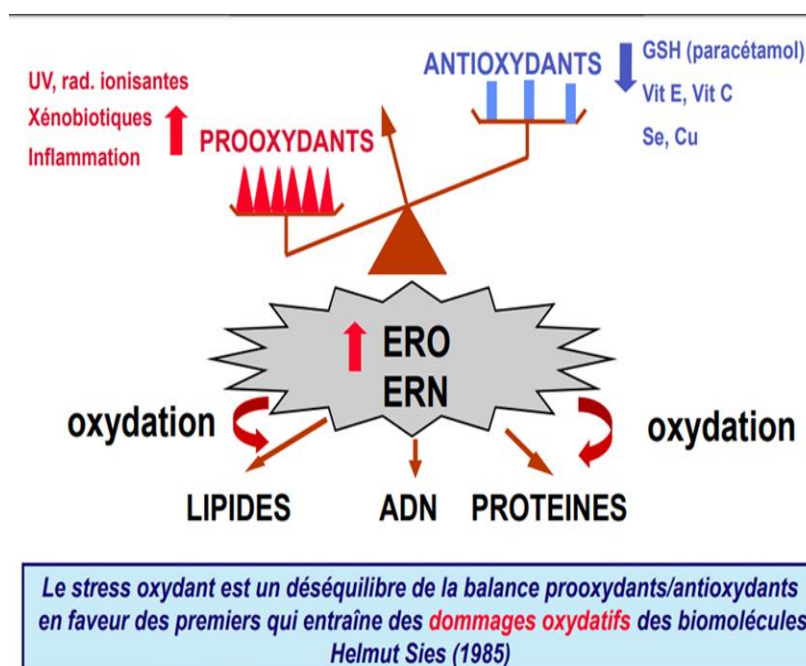 UV, rad. ionisantes
Xénobiotiques
Inflammation
PROOXYDANTS
ANTIOXYDANTS
GSH (paracétamol)
Vit E, Vit C
Se, Cu
ERO
ERN
oxydation
oxydation
LIPIDES
ADN
PROTEINES
Le stress oxydant est un déséquilibre de la balance prooxydants/antioxydants
en faveur des premiers qui entraîne des dommages oxydatifs des biomolécules
Helmut Sies (1985)